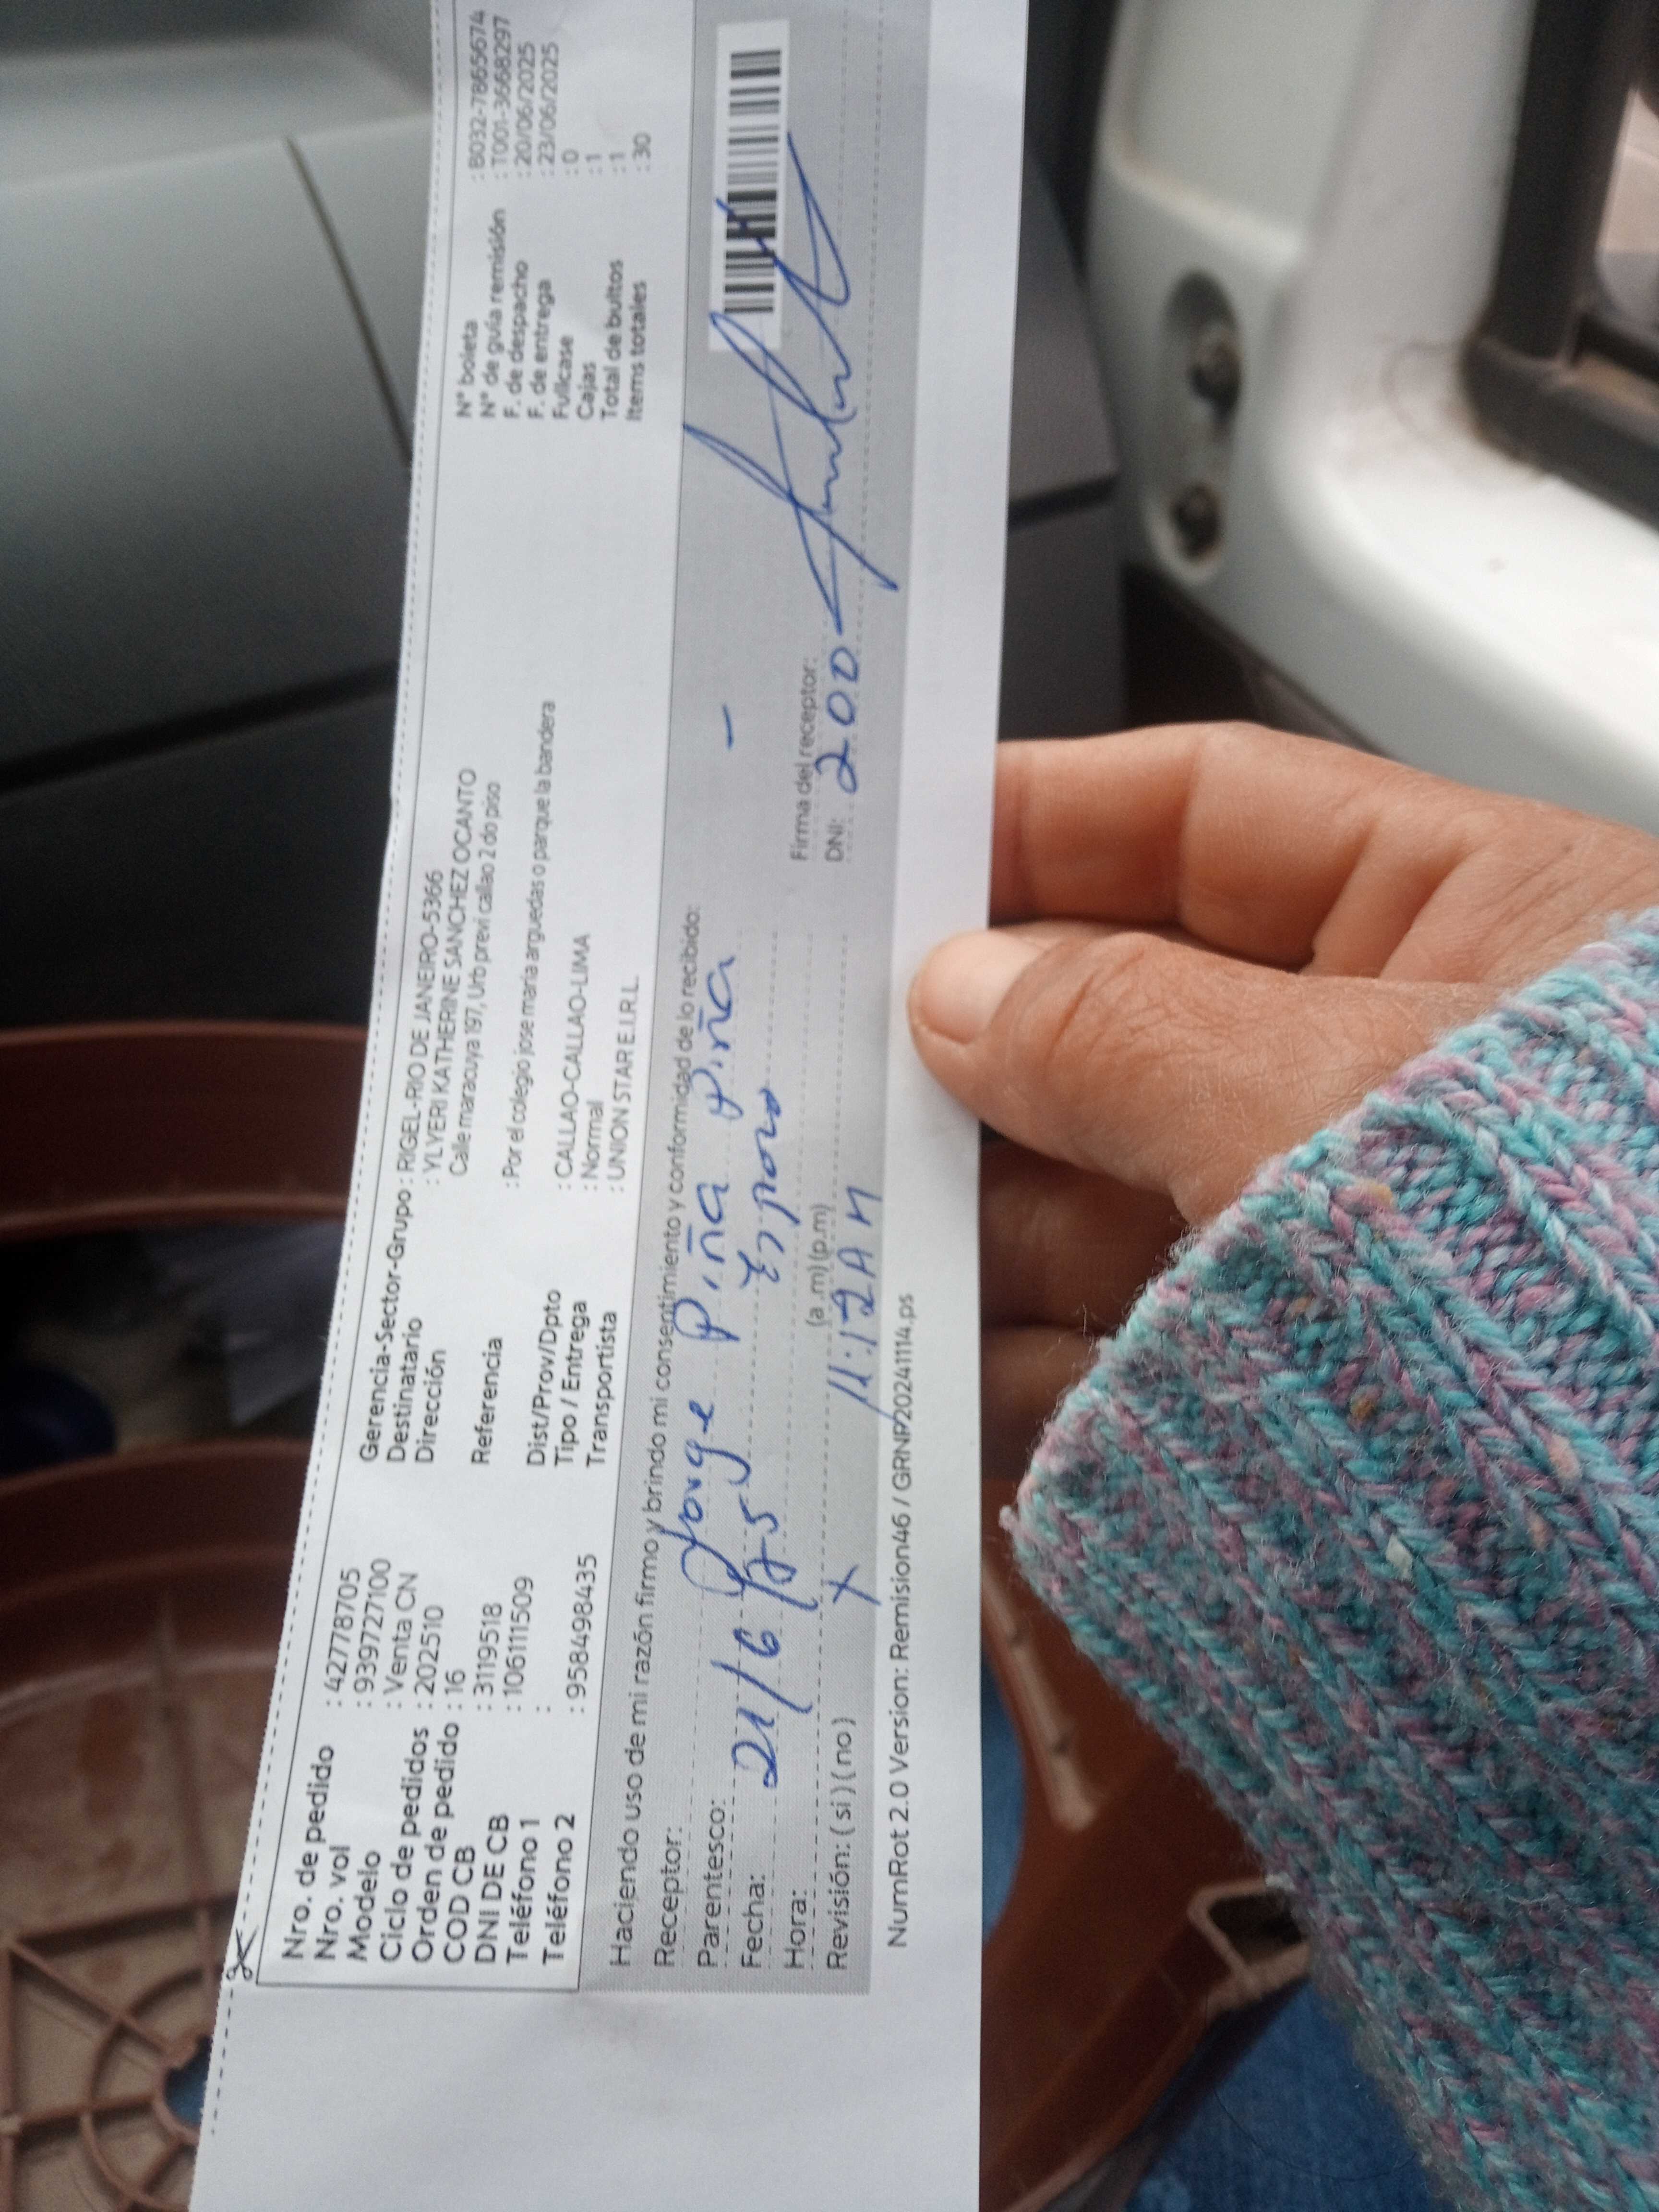 Nro. de pedido : 427778705
Nro. vol : 9397727100
Modelo : Venta CN
Ciclo de pedidos : 202510
Orden de pedido : 16
COD CB : 3119518
DNI DE CB : 106111509
Teléfono 1 :
Teléfono 2 : 958498435
Gerencia-Sector-Grupo : RIGEL-RIO DE JANEIRO-5366
Destinatario : YLYERI KATHERINE SANCHEZ OCANTO
Dirección Calle maracuya 197, Urb previ callao 2 do piso
Referencia : Por el colegio jose maria arguedas o parque la bandera
Dist/Prov/Dpto : CALLAO-CALLAO-LIMA
Tipo / Entrega : Normal
Transportista : UNION STAR E.I.R.L.
N° boleta : B032-78656674
N° de guía remisión : T001-3668297
F. de despacho : 20/06/2025
F. de entrega : 23/06/2025
Fullcase : 0
Cajas : 1
Total de bultos : 1
Items totales : 30
Haciendo uso de mi razón firmo y brindo mi consentimiento y conformidad de lo recibido:
Receptor: Jorge Piña Piña
Parentesco: Esposo
Fecha: 21/6/25
Hora: (a .m) (p.m) 11:12 AM
Revisión: ( si ) ( no ) X
Firma del receptor:
DNI: 200
NumRot 2.0 Version: Remision46 / GRNP20241114.ps